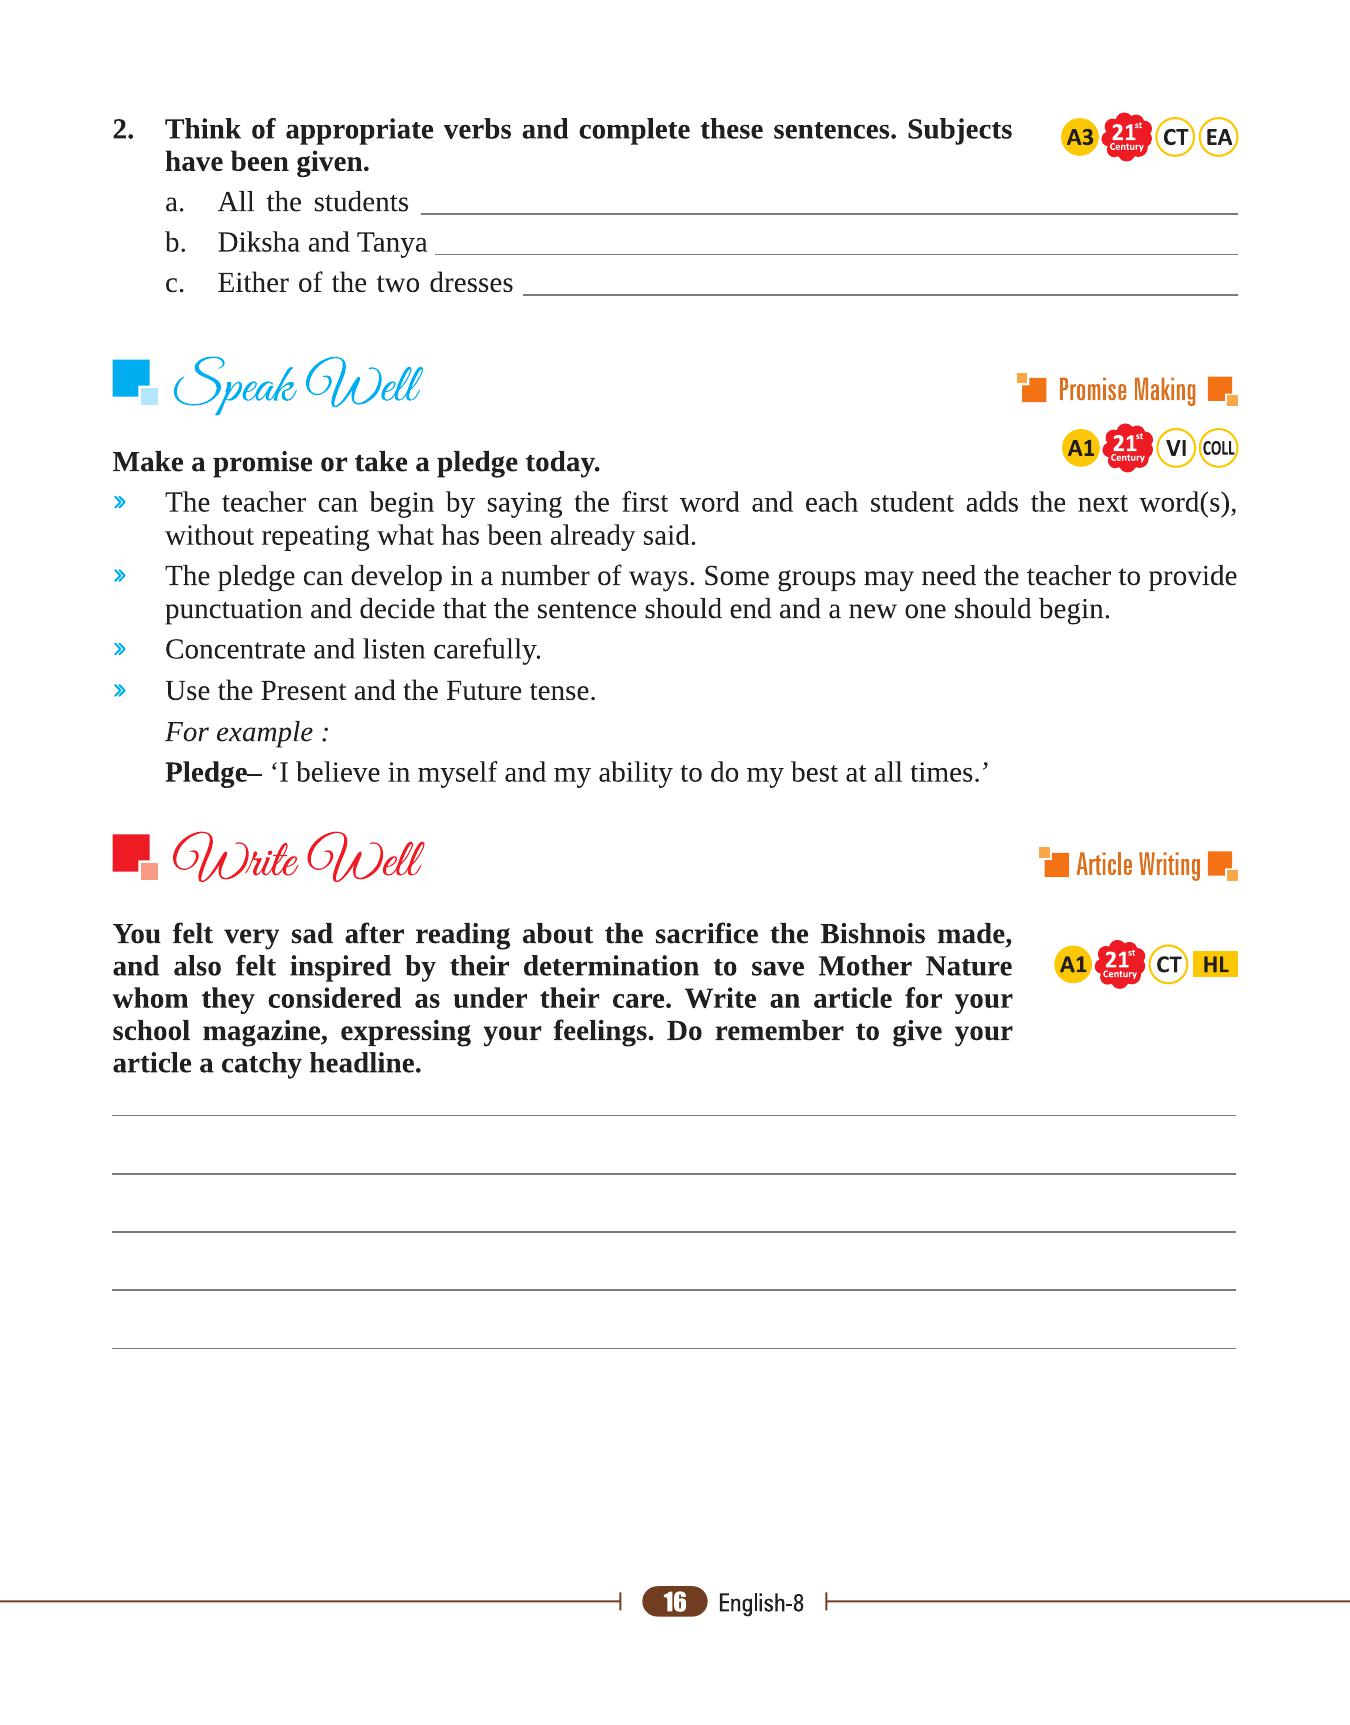 2. Think of appropriate verbs and complete these sentences. Subjects
have been given.
A3 21st Century CT EA
a. All the students
b. Diksha and Tanya
c. Either of the two dresses
Speak Well
Promise Making
A1 21st Century VI COLL
Make a promise or take a pledge today.
» The teacher can begin by saying the first word and each student adds the next word(s),
without repeating what has been already said.
» The pledge can develop in a number of ways. Some groups may need the teacher to provide
punctuation and decide that the sentence should end and a new one should begin.
» Concentrate and listen carefully.
» Use the Present and the Future tense.
For example :
Pledge– ‘I believe in myself and my ability to do my best at all times.’
Write Well
Article Writing
You felt very sad after reading about the sacrifice the Bishnois made,
and also felt inspired by their determination to save Mother Nature
whom they considered as under their care. Write an article for your
school magazine, expressing your feelings. Do remember to give your
article a catchy headline.
A1 21st Century CT HL
16 English-8